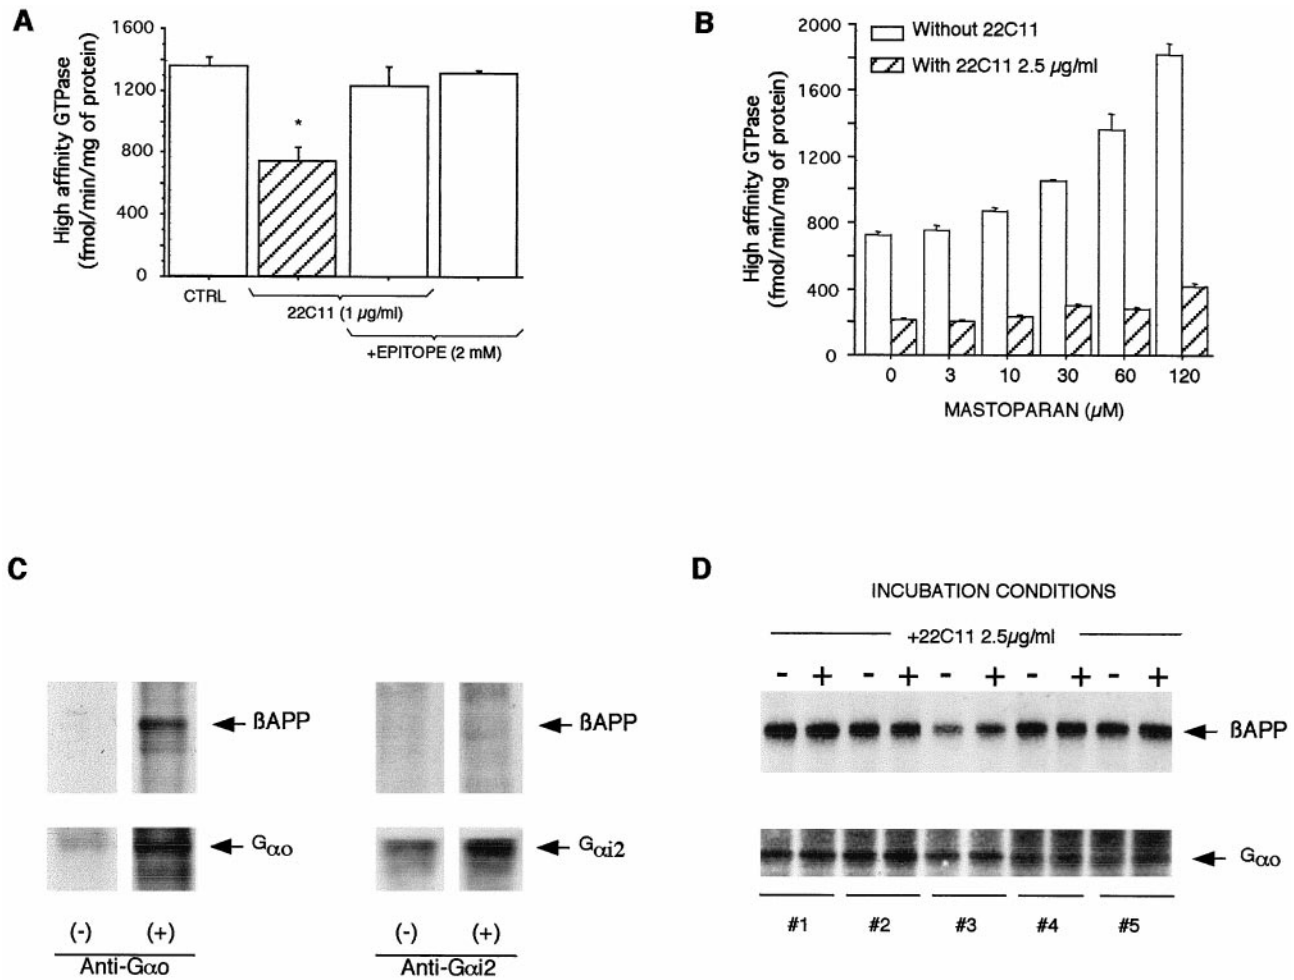 A
High affinity GTPase
(fmol/min/mg of protein)
1600
1200
800
400
0
*
CTRL
22C11 (1 µg/ml)
+EPITOPE (2 mM)
B
High affinity GTPase
(fmol/min/mg of protein)
2000
1600
1200
800
400
0
Without 22C11
With 22C11 2.5 µg/ml
0 3 10 30 60 120
MASTOPARAN (µM)
C
ßAPP
ßAPP
Gαo
Gαi2
(-) (+) (-) (+)
Anti-Gαo
Anti-Gαi2
D
INCUBATION CONDITIONS
+22C11 2.5µg/ml
- + - + - + - + - +
ßAPP
Gαo
#1 #2 #3 #4 #5